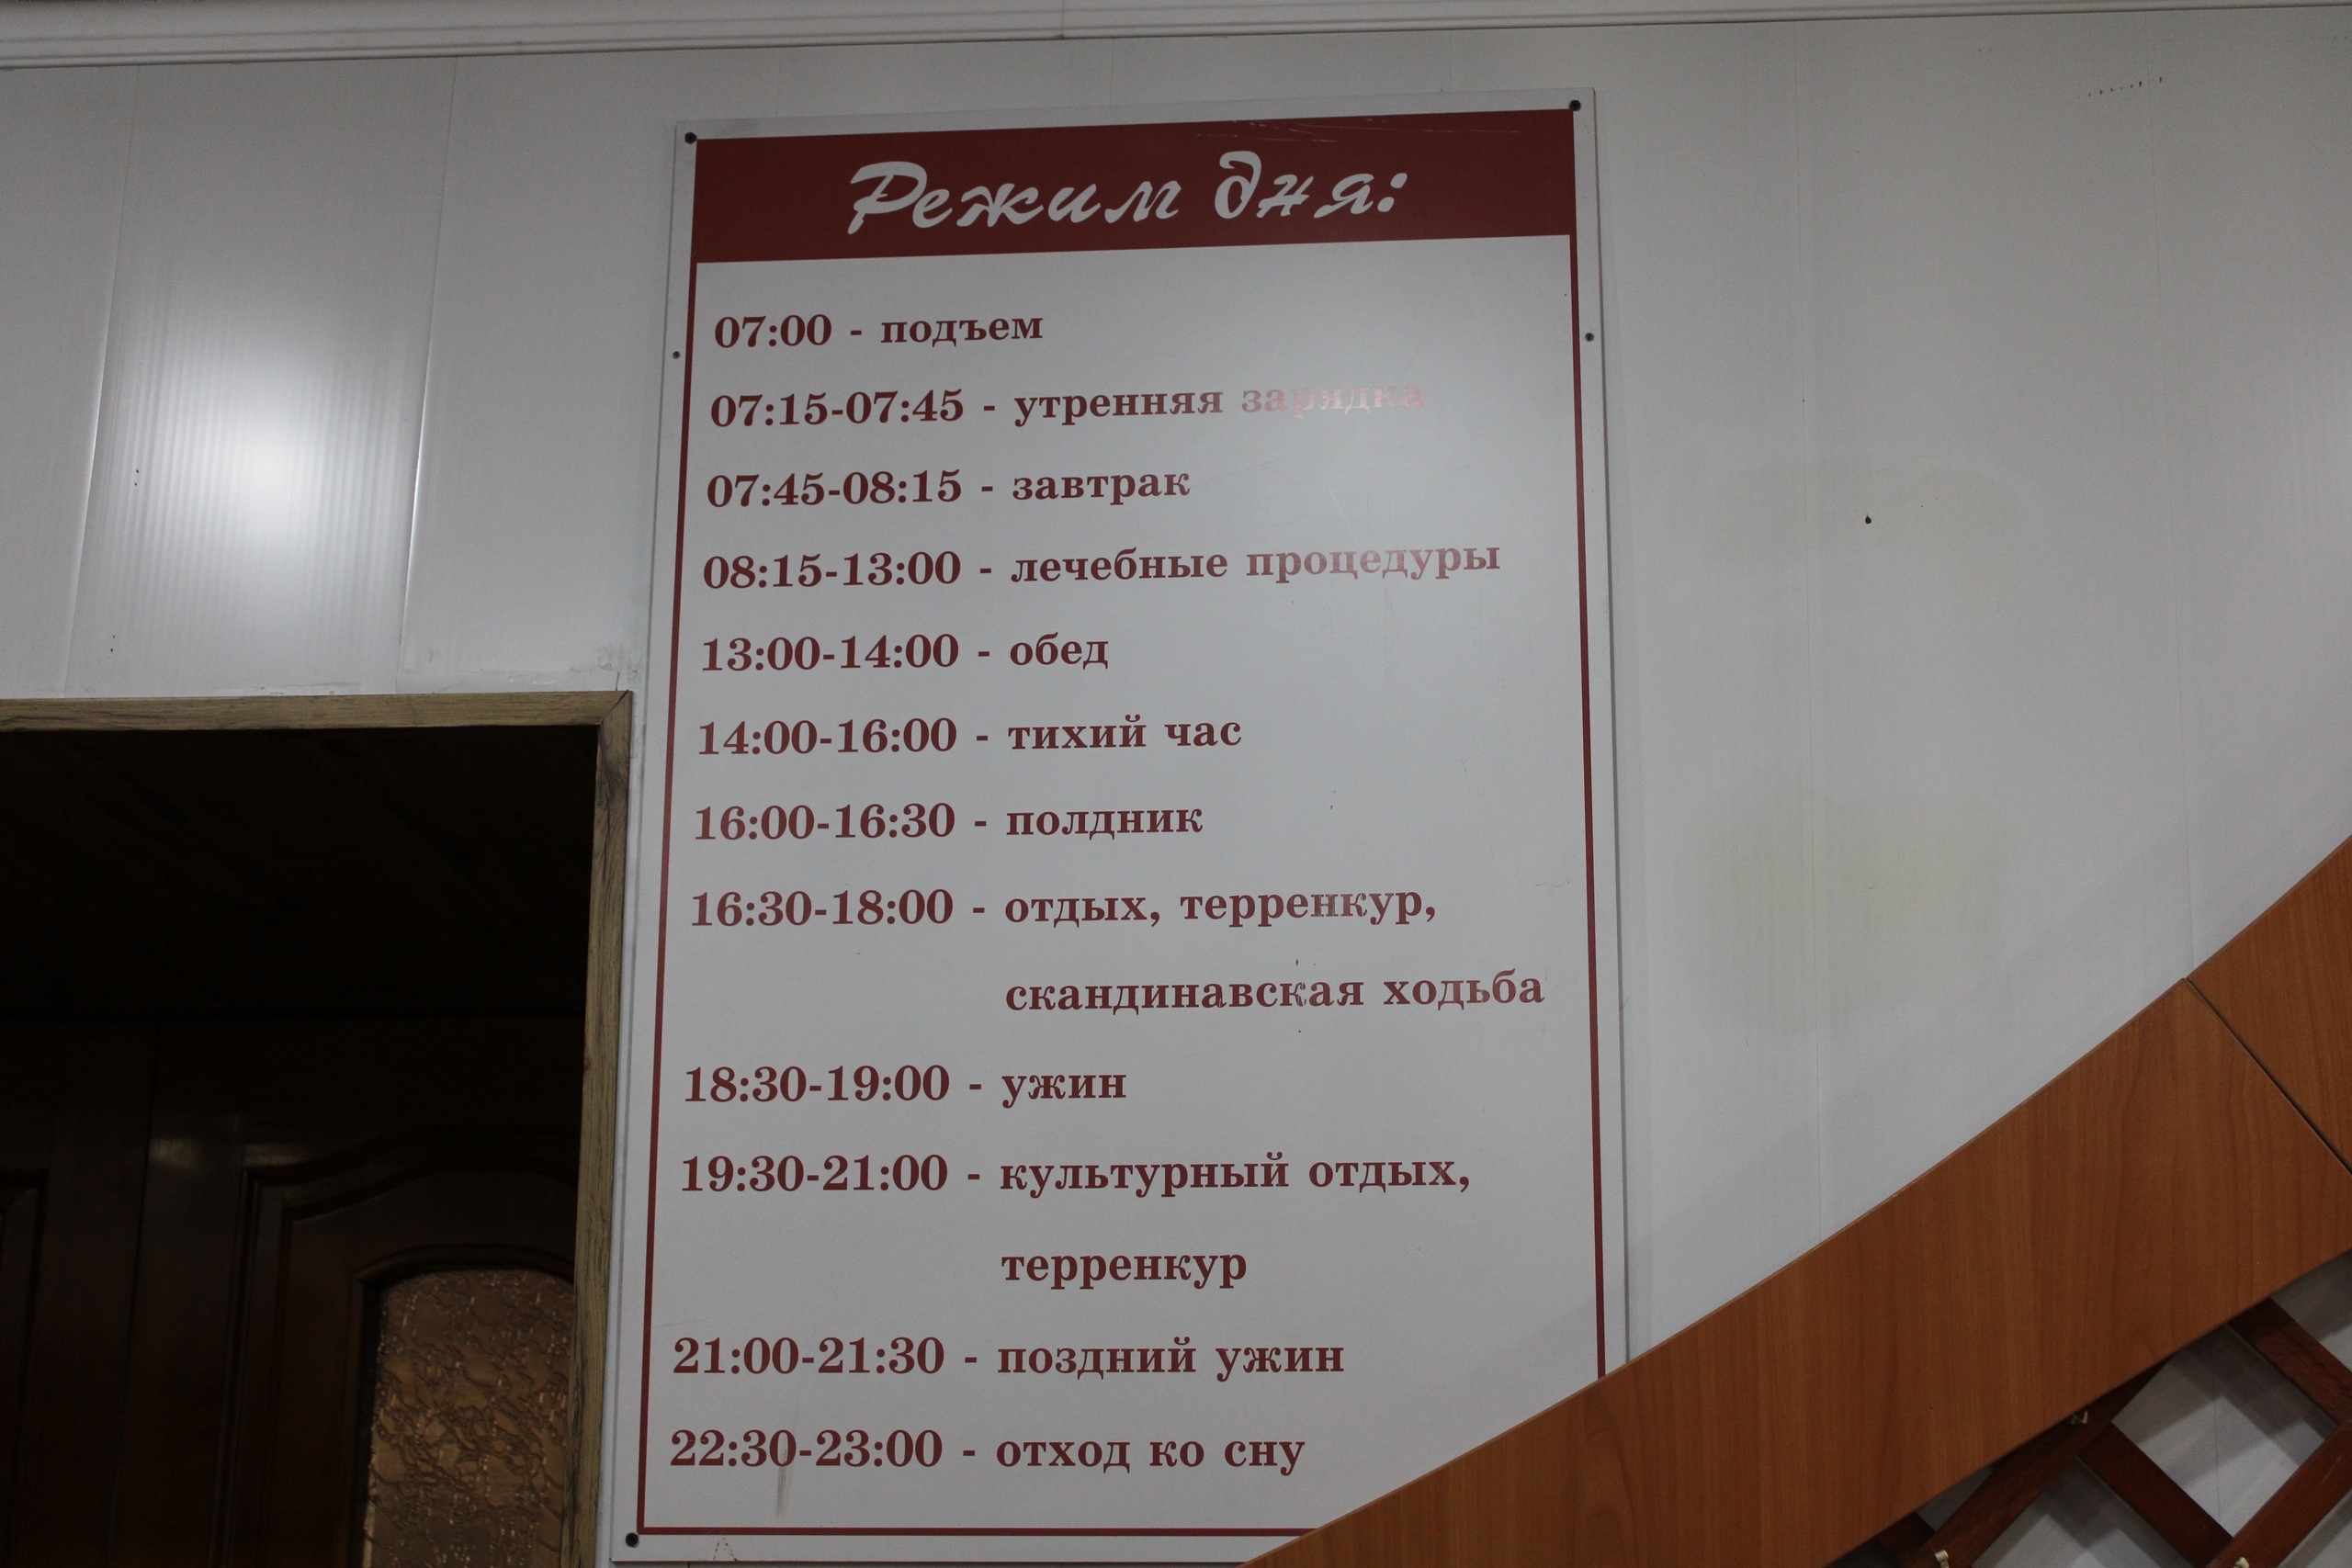 Режим дня:
07:00 - подъем
07:15-07:45 - утренняя зарядка
07:45-08:15 - завтрак
08:15-13:00 - лечебные процедуры
13:00-14:00 - обед
14:00-16:00 - тихий час
16:00-16:30 - полдник
16:30-18:00 - отдых, терренкур,
скандинавская ходьба
18:30-19:00 - ужин
19:30-21:00 - культурный отдых,
терренкур
21:00-21:30 - поздний ужин
22:30-23:00 - отход ко сну